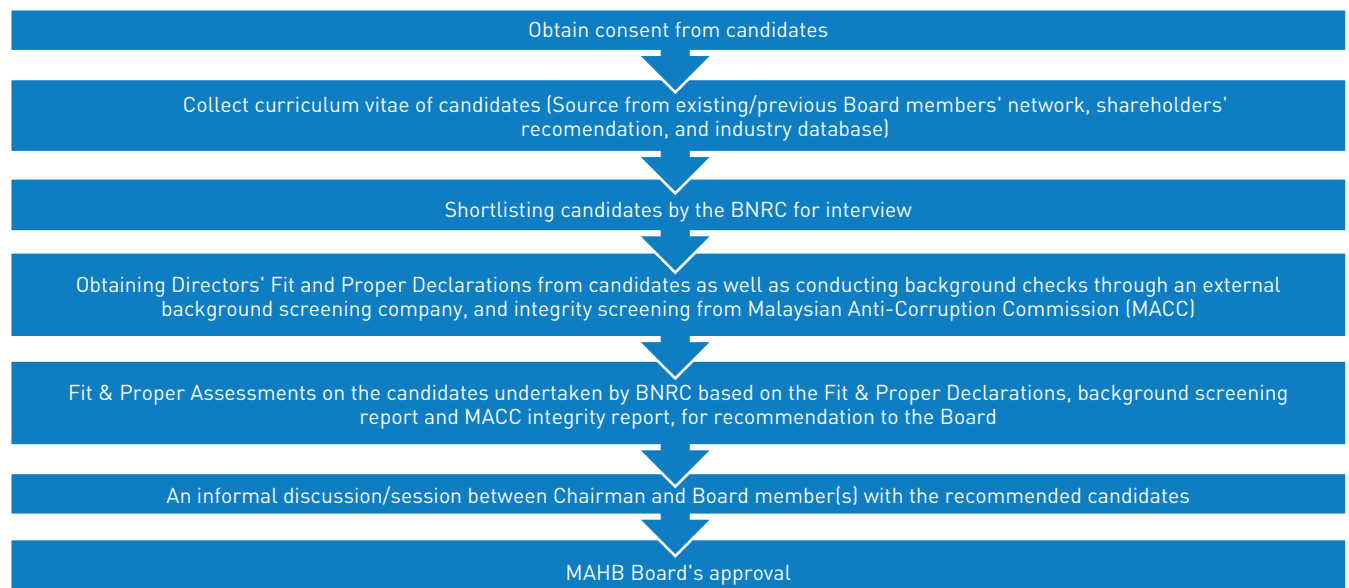 Obtain consent from candidates
Collect curriculum vitae of candidates (Source from existing/previous Board members' network, shareholders'
recomendation, and industry database)
Shortlisting candidates by the BNRC for interview
Obtaining Directors' Fit and Proper Declarations from candidates as well as conducting background checks through an external
background screening company, and integrity screening from Malaysian Anti-Corruption Commission (MACC)
Fit & Proper Assessments on the candidates undertaken by BNRC based on the Fit & Proper Declarations, background screening
report and MACC integrity report, for recommendation to the Board
An informal discussion/session between Chairman and Board member(s) with the recommended candidates
MAHB Board's approval